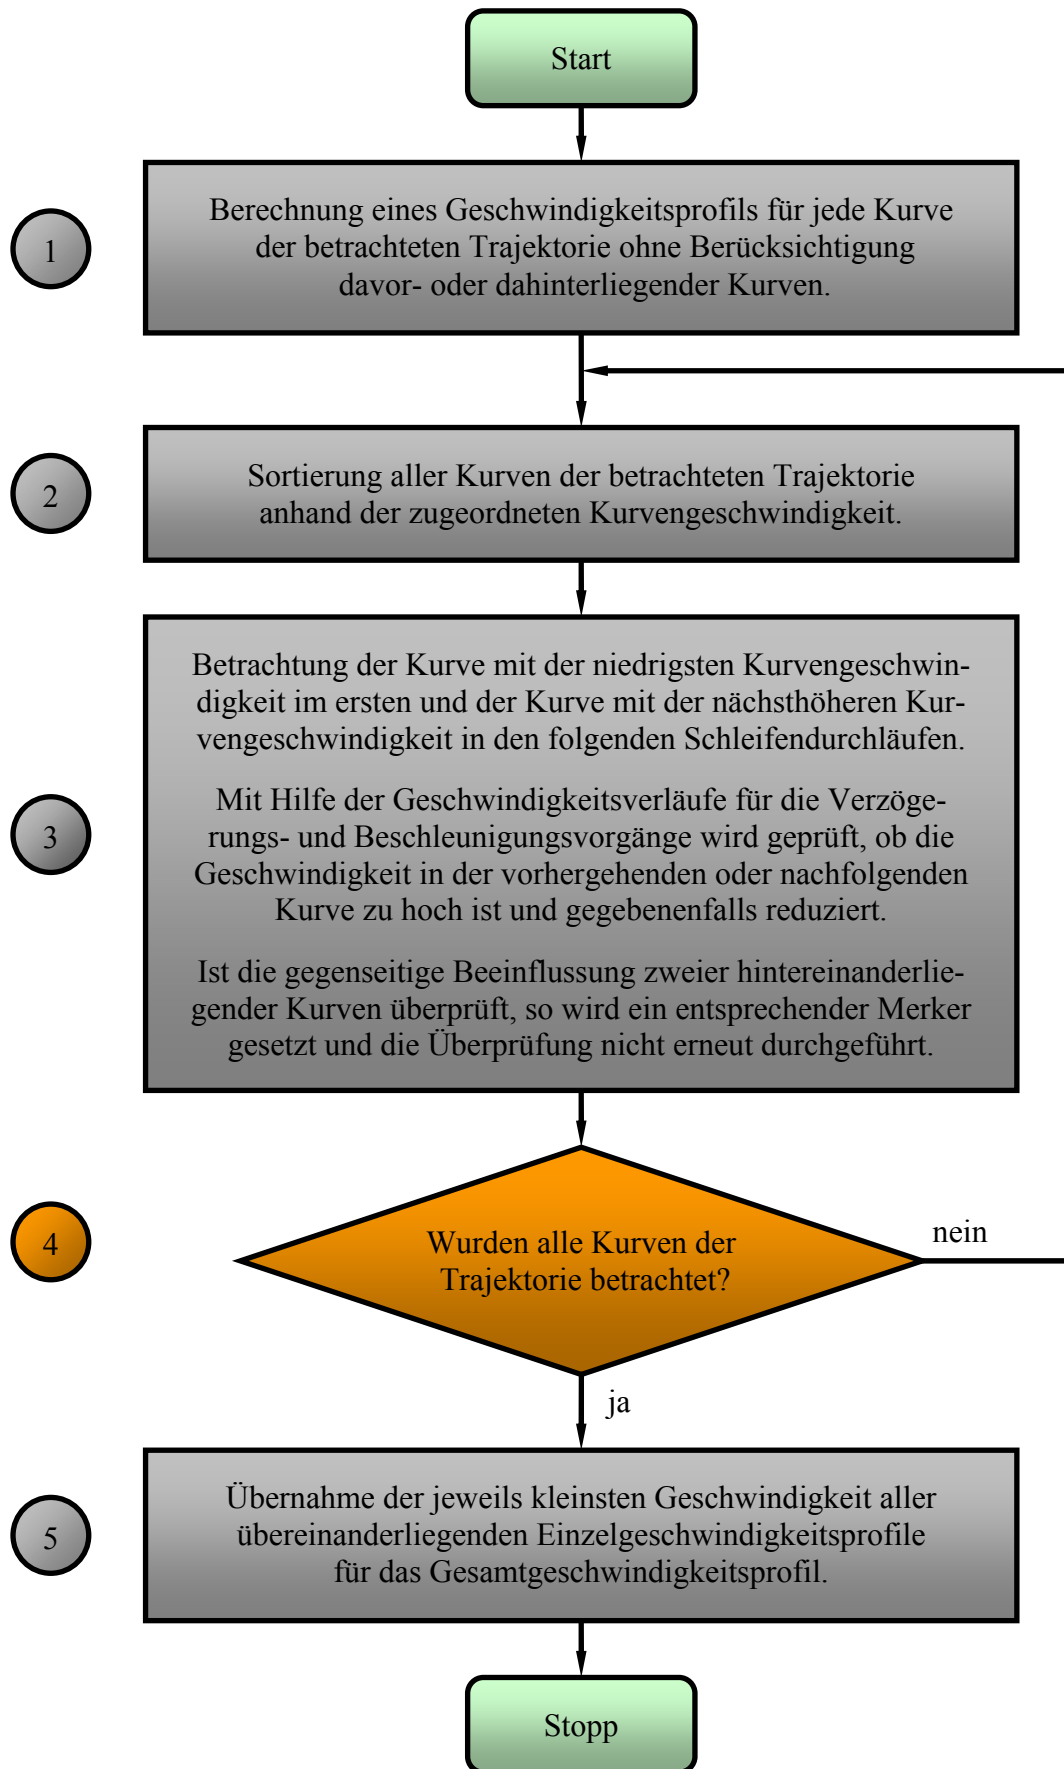 Start
1
Berechnung eines Geschwindigkeitsprofils für jede Kurve
der betrachteten Trajektorie ohne Berücksichtigung
davor- oder dahinterliegender Kurven.
2
Sortierung aller Kurven der betrachteten Trajektorie
anhand der zugeordneten Kurvengeschwindigkeit.
3
Betrachtung der Kurve mit der niedrigsten Kurvengeschwin-
digkeit im ersten und der Kurve mit der nächsthöheren Kur-
vengeschwindigkeit in den folgenden Schleifendurchläufen.
Mit Hilfe der Geschwindigkeitsverläufe für die Verzöge-
rungs- und Beschleunigungsvorgänge wird geprüft, ob die
Geschwindigkeit in der vorhergehenden oder nachfolgenden
Kurve zu hoch ist und gegebenenfalls reduziert.
Ist die gegenseitige Beeinflussung zweier hintereinanderlie-
gender Kurven überprüft, so wird ein entsprechender Merker
gesetzt und die Überprüfung nicht erneut durchgeführt.
4
Wurden alle Kurven der
Trajektorie betrachtet?
nein
ja
5
Übernahme der jeweils kleinsten Geschwindigkeit aller
übereinanderliegenden Einzelgeschwindigkeitsprofile
für das Gesamtgeschwindigkeitsprofil.
Stopp